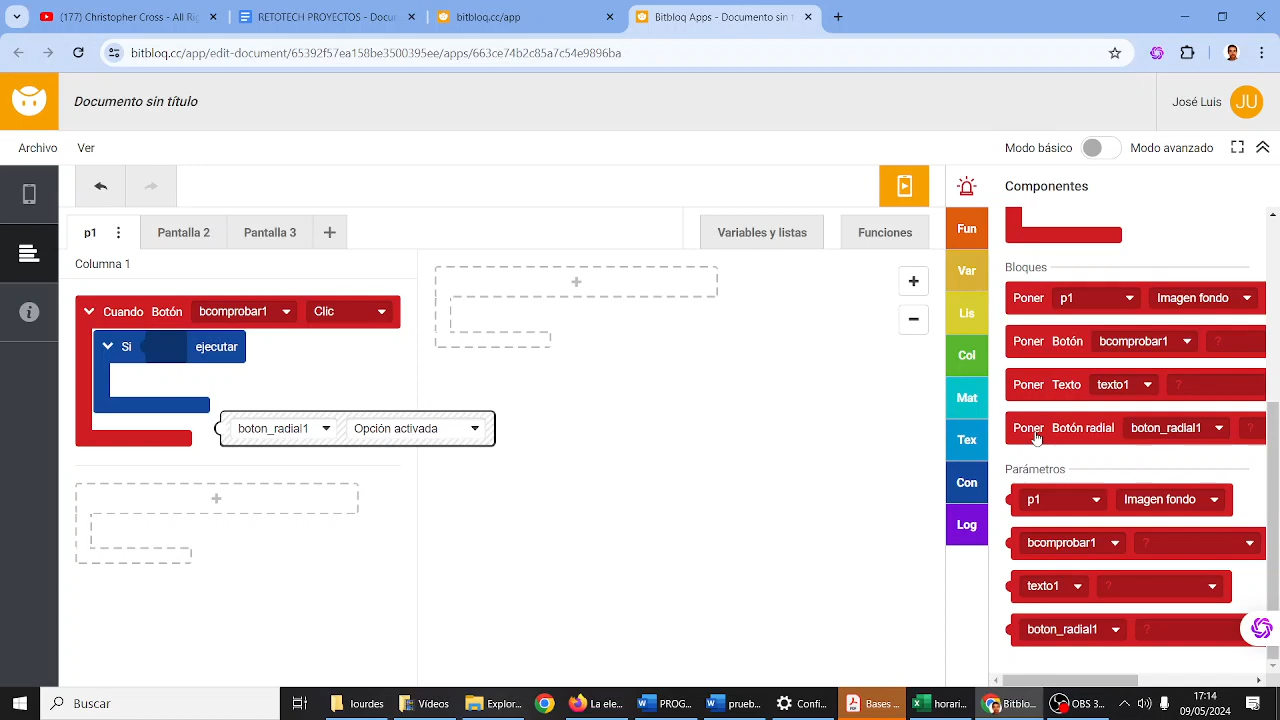 (177) Carmen Christopher - All Ri
RETECITO PROYECTOS - Docum
bitbloq.cc/app
Bitbloq Apps - Documento sin t
bitbloq.cc/app/edit-document/65392f57ea158be3500395ee/apps/663ce74b2c85a7c54e9896ba
Documento sin título
José Luis
JU
Archivo
Ver
Modo básico
Modo avanzado
Componentes
p1
Pantalla 2
Pantalla 3
Variables y listas
Funciones
Fun
Var
Lis
Col
Mat
Tex
Con
Log
Columna 1
Cuando Botón bcomprobar1 Clic
Si ejecutar
boton_radial1 Opción activada
Bloques
Poner p1 Imagen fondo
Poner Botón bcomprobar1 ?
Poner Texto texto1 ?
Poner Botón radial boton_radial1 ?
Parámetros
p1 Imagen fondo
bcomprobar1 ?
texto1 ?
boton_radial1 ?
Buscar
Topics
Vídeos
Explor...
La ele...
PROG...
prueb...
Confi...
Bases...
horari...
Bitblo...
OBS 3...
17:14
09/05/2024